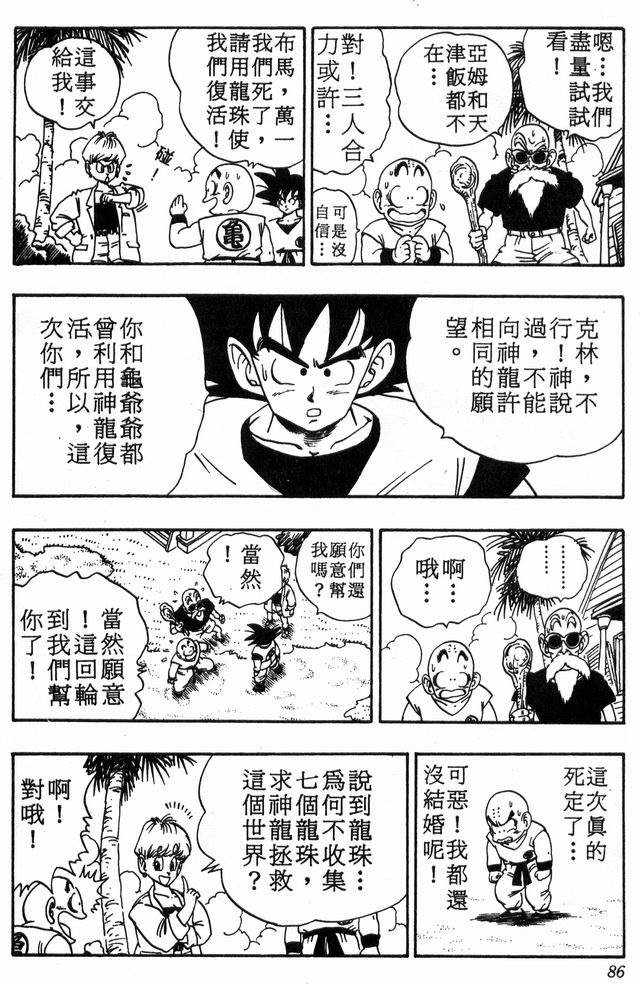 嗯…我們
盡量試試
看！
亞姆和天
津飯都不
在…
對！三人合
力或許…
可是沒
自信…
布馬，萬一
我們死了，
請用龍珠使
我們復活！
這事交
給我！
碰！
龜
克林，不
行！神說
過，不能
向神龍許
相同的願
望。
你和龜爺爺都
曾利用神龍復
活，所以，這
次你們…
……
啊…
哦…
你們還
願意幫
我嗎？
當然
！
當然願意
！這回輪
到我們幫
你了！
這次真的
死定了…
可惡！我都還
沒結婚呢！
說到龍珠…
為何不收集
七個龍珠，
求神龍拯救
這個世界？
啊！
對哦！
86